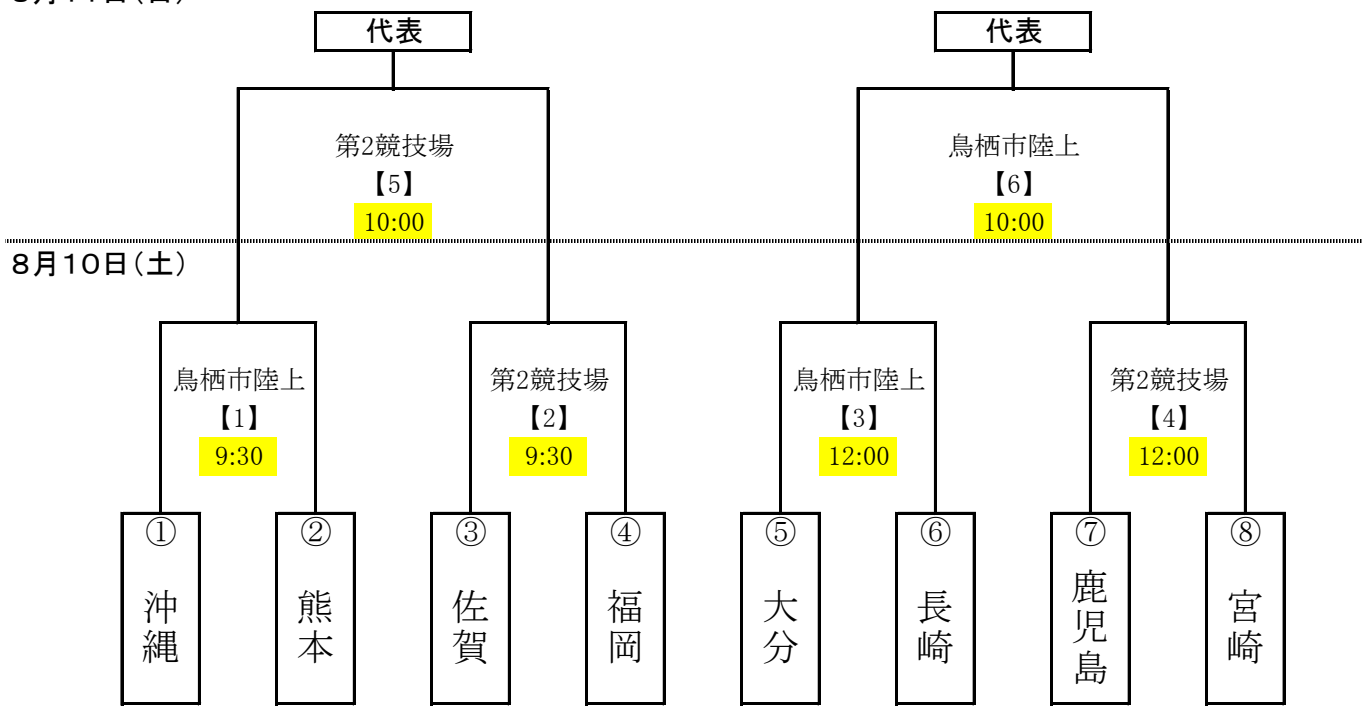 代表
代表
第2競技場
【5】
10:00
鳥栖市陸上
【6】
10:00
8月10日(土)
鳥栖市陸上
【1】
9:30
第2競技場
【2】
9:30
鳥栖市陸上
【3】
12:00
第2競技場
【4】
12:00
①
沖縄
②
熊本
③
佐賀
④
福岡
⑤
大分
⑥
長崎
⑦
鹿児島
⑧
宮崎